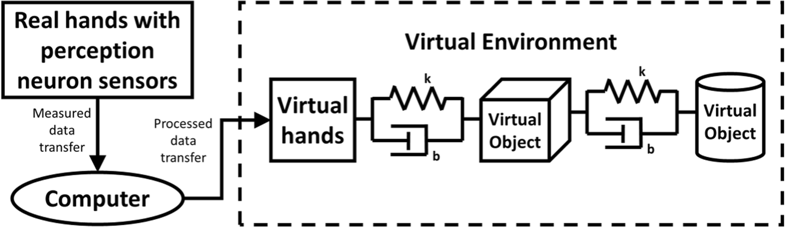 Real hands with
perception
neuron sensors
Measured
data
transfer
Computer
Processed
data
transfer
Virtual Environment
Virtual
hands
k
b
Virtual
Object
k
b
Virtual
Object